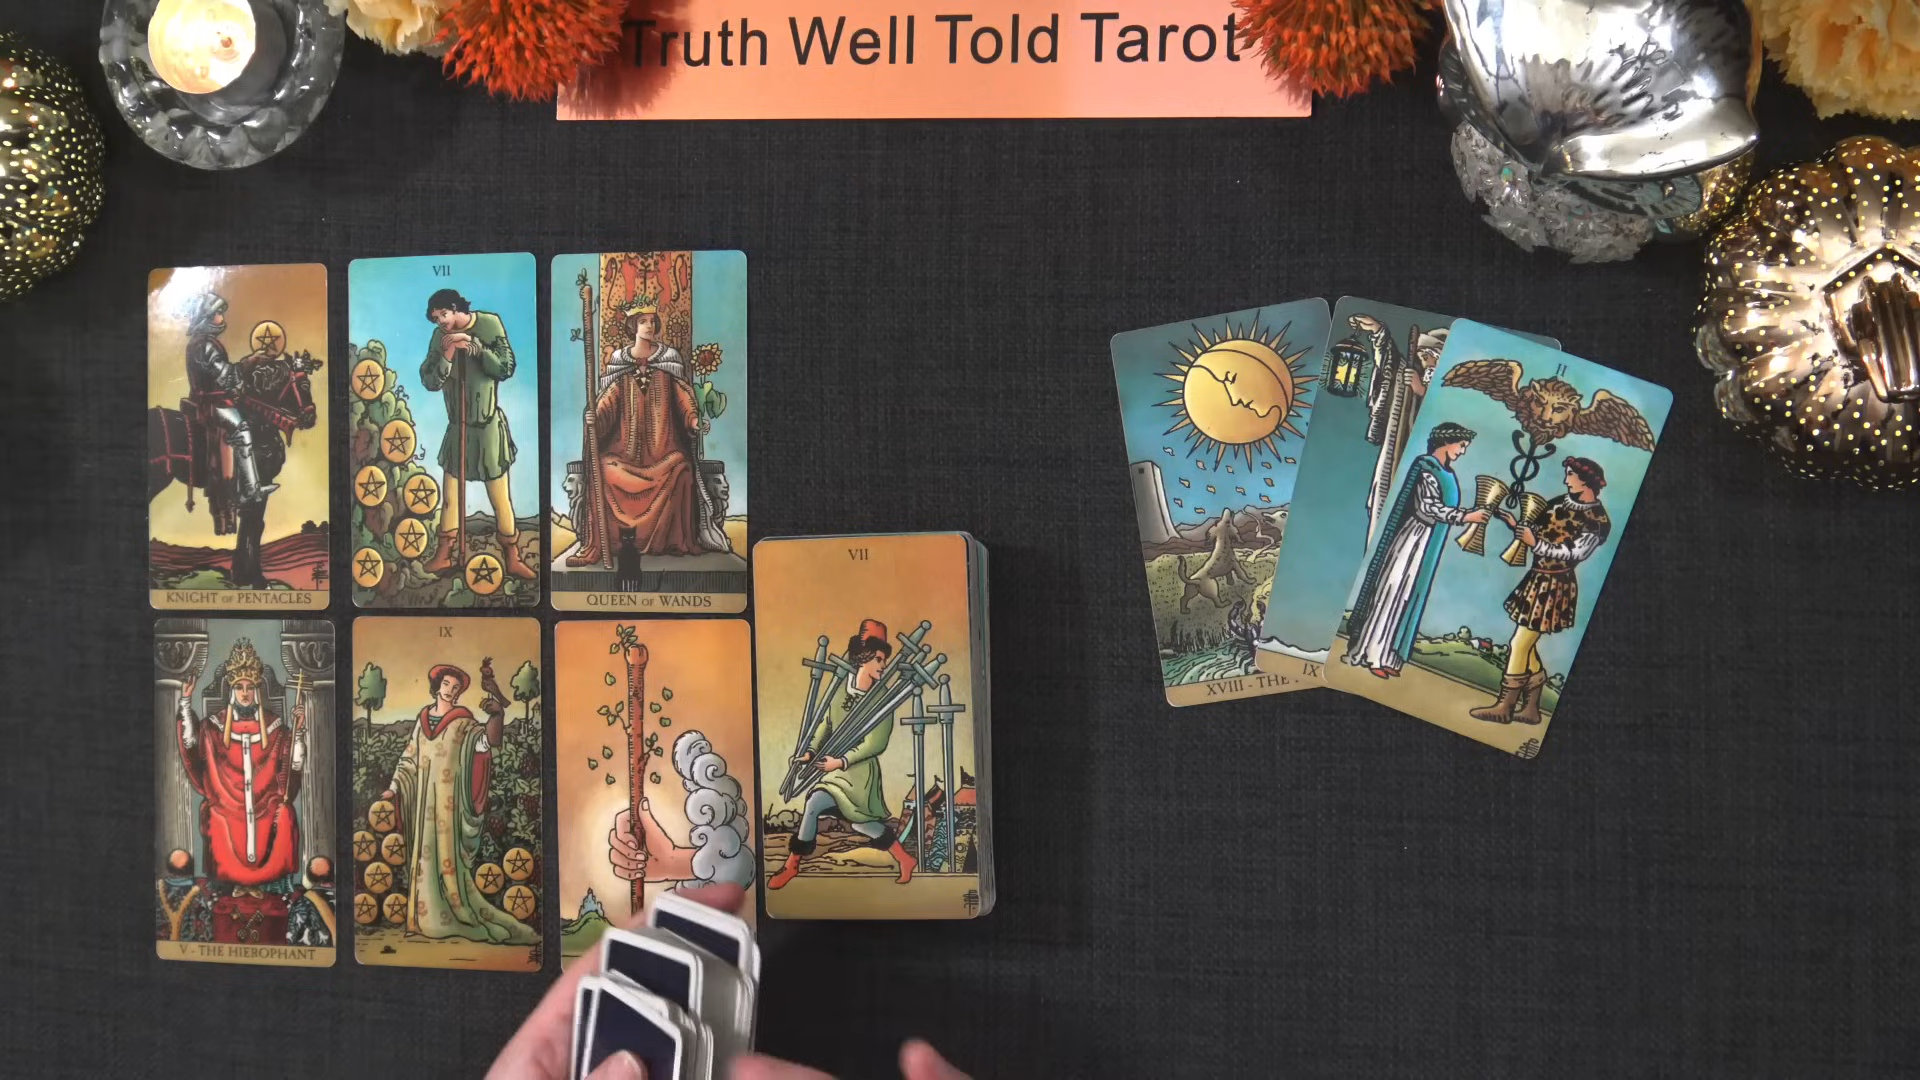 Truth Well Told Tarot
VII
KNIGHT OF PENTACLES
QUEEN OF WANDS
VII
II
XVIII - THE
IX
IX
V - THE HIEROPHANT